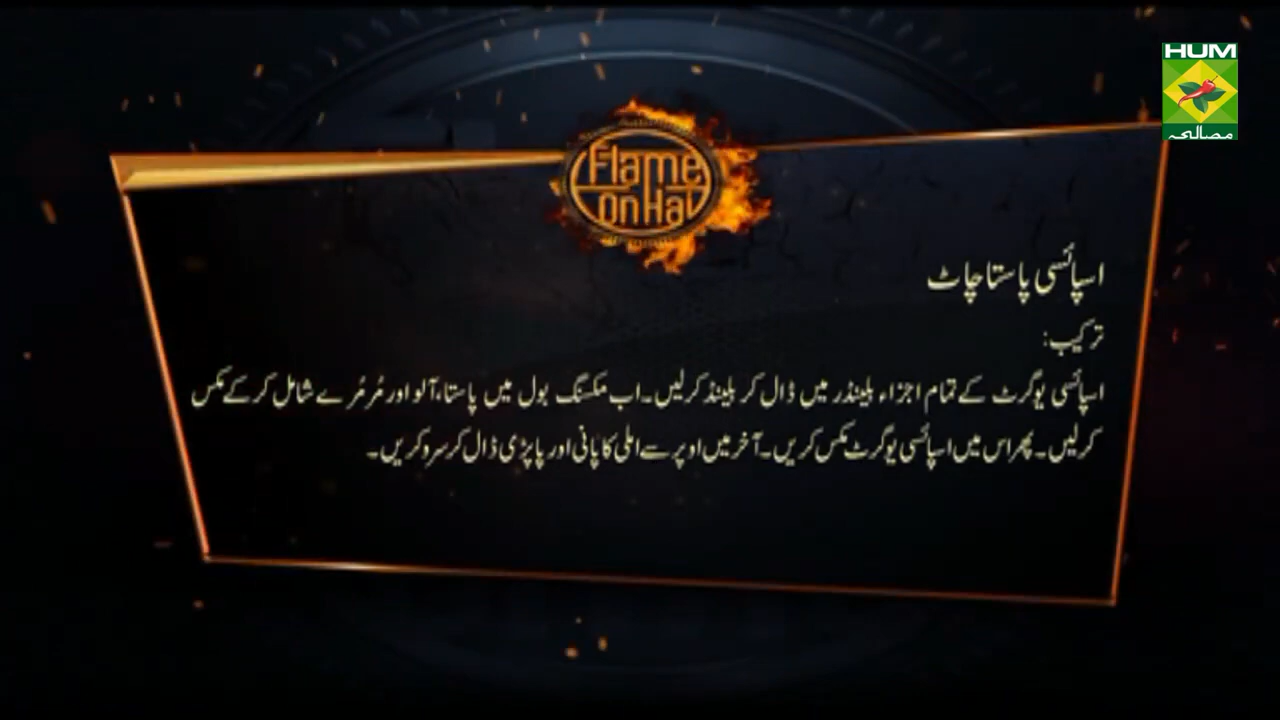 HUM
مصالحہ
Flame
On Hai
اسپائسی پاستا چاٹ
ترکیب:
اسپائسی یوگرٹ کے تمام اجزاء بلینڈر میں ڈال کر بلینڈ کرلیں۔ اب مکسنگ بول میں پاستا، آلو اور مُرمُرے شامل کر کے مکس
کرلیں۔ پھر اس میں اسپائسی یوگرٹ مکس کریں۔ آخر میں اوپر سے املی کا پانی اور پاپڑی ڈال کر سرو کریں۔